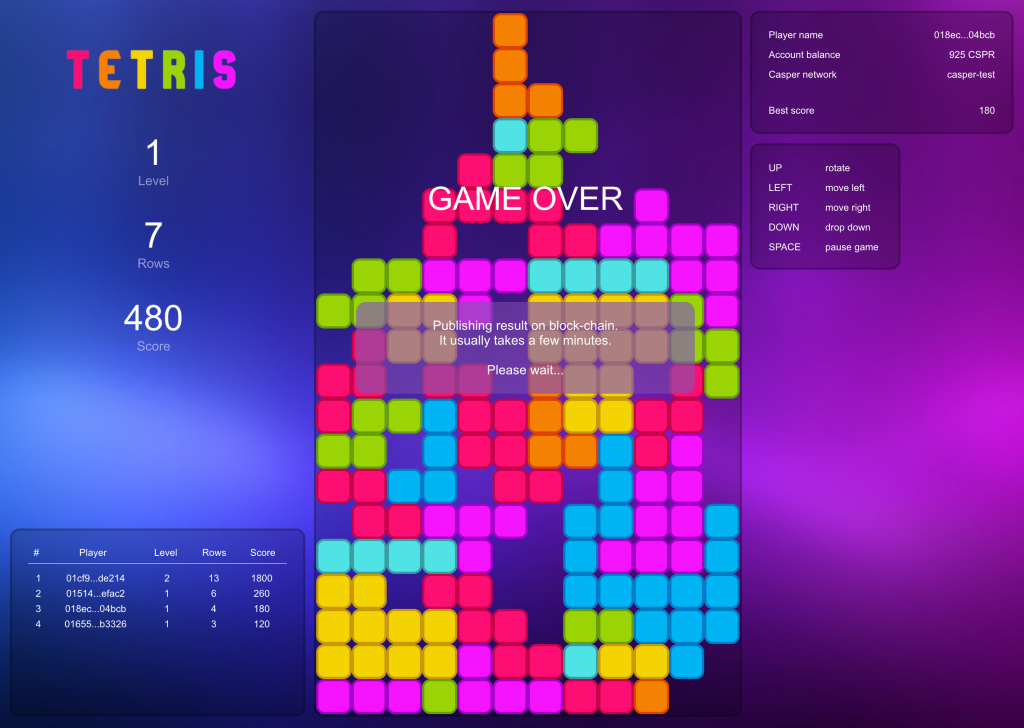 TETRIS
1
Level
7
Rows
480
Score
# Player Level Rows Score
1 01cf9...de214 2 13 1800
2 01514...efac2 1 6 260
3 018ec...04bcb 1 4 180
4 01655...b3326 1 3 120
GAME OVER
Publishing result on block-chain.
It usually takes a few minutes.
Please wait...
Player name 018ec...04bcb
Account balance 925 CSPR
Casper network casper-test
Best score 180
UP rotate
LEFT move left
RIGHT move right
DOWN drop down
SPACE pause game